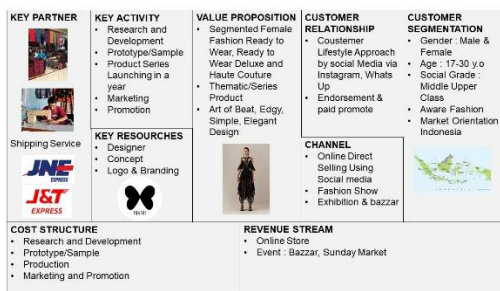 KEY PARTNER
Shipping Service
JNE
EXPRESS
J&T
EXPRESS
KEY ACTIVITY
• Research and
Development
• Prototype/Sample
• Product Series
Launching in a
year
• Marketing
• Promotion
KEY RESOURCHES
• Designer
• Concept
• Logo & Branding
VALUE PROPOSITION
• Segmented Female
Fashion Ready to
Wear, Ready to
Wear Deluxe and
Haute Couture
• Thematic/Series
Product
• Art of Beat, Edgy,
Simple, Elegant
Design
CUSTOMER
RELATIONSHIP
• Coustemer
Lifestyle Approach
by social Media via
Instagram, Whats
Up
• Endorsement &
paid promote
CHANNEL
• Online Direct
Selling Using
Social media
• Fashion Show
• Exhibition & bazzar
CUSTOMER
SEGMENTATION
• Gender : Male &
Female
• Age : 17-30 y.o
• Social Grade :
Middle Upper
Class
• Aware Fashion
• Market Orientation
Indonesia
COST STRUCTURE
• Research and Development
• Prototype/Sample
• Production
• Marketing and Promotion
REVENUE STREAM
• Online Store
• Event : Bazzar, Sunday Market